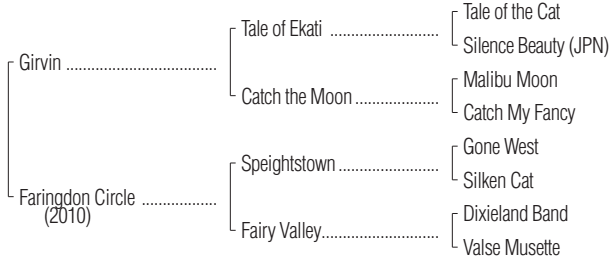 Tale of the Cat
Tale of Ekati ........................
Silence Beauty (JPN)
Girvin ..................................
Malibu Moon
Catch the Moon ...................
Catch My Fancy
Gone West
Speightstown .......................
Silken Cat
Faringdon Circle .................
(2010)
Dixieland Band
Fairy Valley...........................
Valse Musette